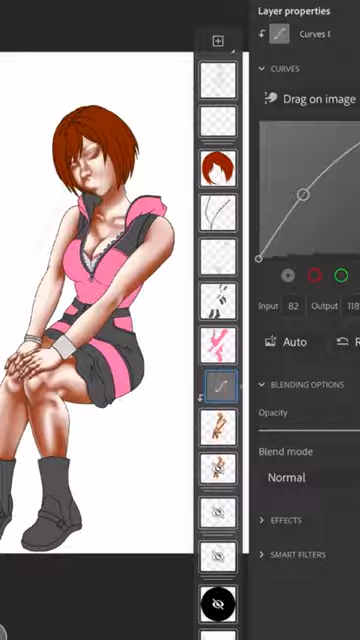 Layer properties
Curves 1
CURVES
Drag on image
Input 82 Output 118
Auto
BLENDING OPTIONS
Opacity
Blend mode
Normal
EFFECTS
SMART FILTERS